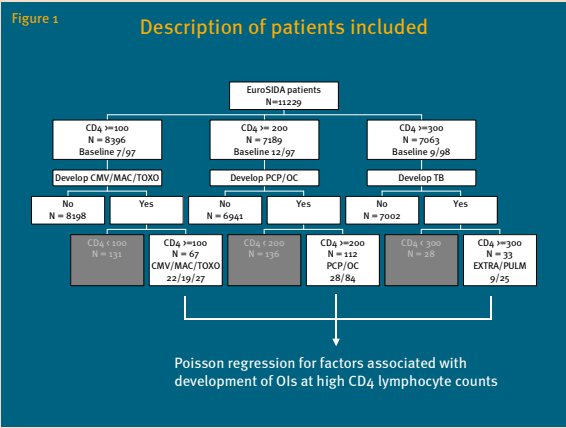 Figure 1
Description of patients included
EuroSIDA patients
N=11229
CD4 >=100
N = 8396
Baseline 7/97
CD4 >= 200
N = 7189
Baseline 12/97
CD4 >=300
N = 7063
Baseline 9/98
Develop CMV/MAC/TOXO
Develop PCP/OC
Develop TB
No
N = 8198
Yes
No
N = 6941
Yes
No
N = 7002
Yes
CD4 < 100
N = 131
CD4 >=100
N = 67
CMV/MAC/TOXO
22/19/27
CD4 < 200
N = 136
CD4 >=200
N = 112
PCP/OC
28/84
CD4 < 300
N = 28
CD4 >=300
N = 33
EXTRA/PULM
9/25
Poisson regression for factors associated with
development of OIs at high CD4 lymphocyte counts